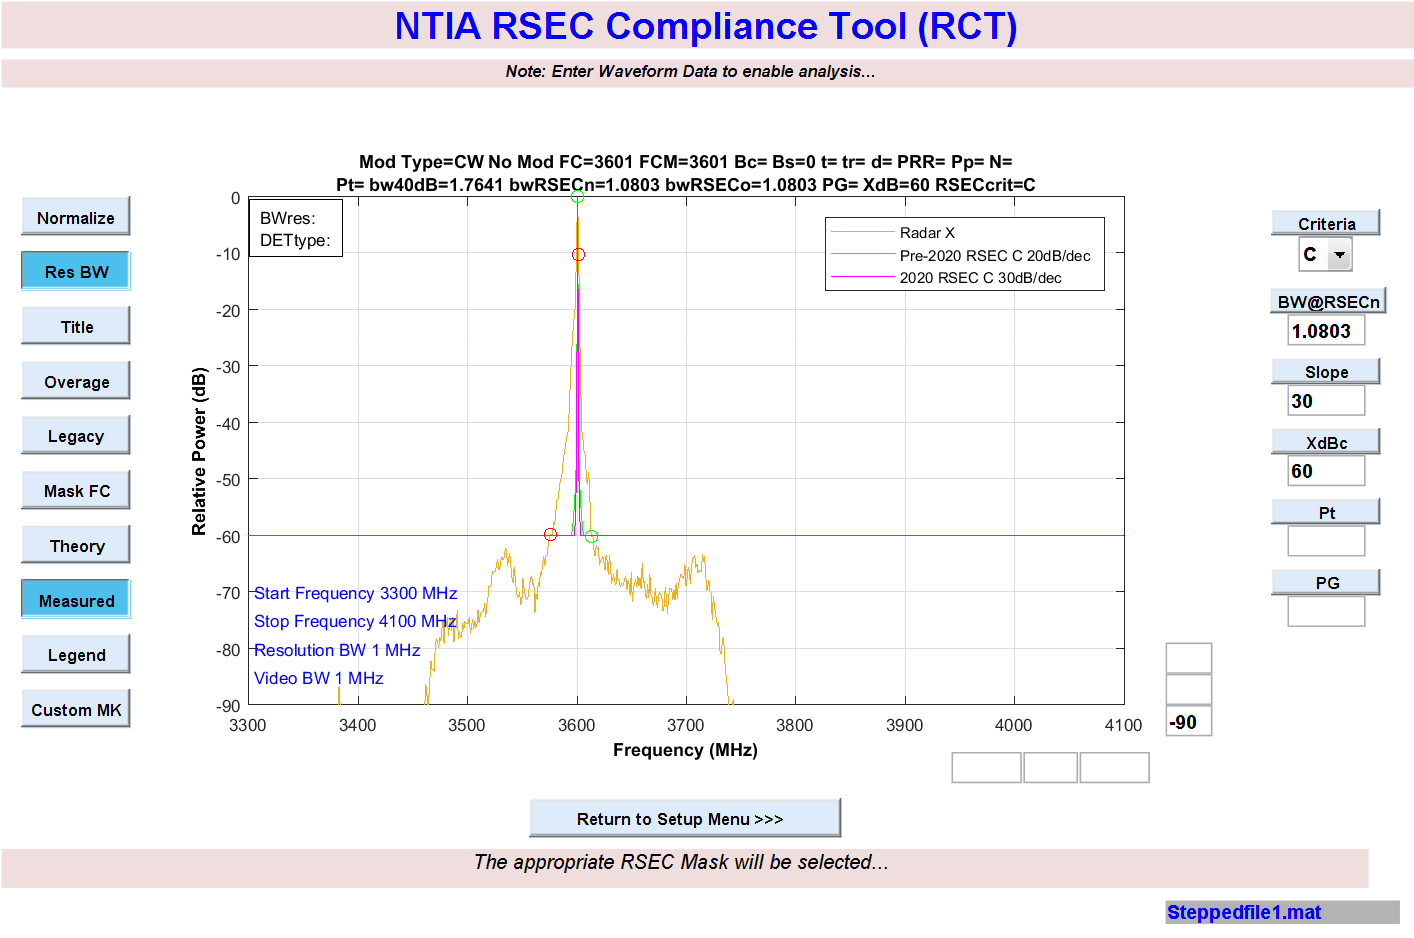 NTIA RSEC Compliance Tool (RCT)
Note: Enter Waveform Data to enable analysis...
Mod Type=CW No Mod FC=3601 FCM=3601 Bc= Bs=0 t= tr= d= PRR= Pp= N=
Pt= bw40dB=1.7641 bwRSECn=1.0803 bwRSECo=1.0803 PG= XdB=60 RSECcrit=C
Normalize
Res BW
Title
Overage
Legacy
Mask FC
Theory
Measured
Legend
Custom MK
Relative Power (dB)
0
-10
-20
-30
-40
-50
-60
-70
-80
-90
BWres:
DETtype:
Radar X
Pre-2020 RSEC C 20dB/dec
2020 RSEC C 30dB/dec
Start Frequency 3300 MHz
Stop Frequency 4100 MHz
Resolution BW 1 MHz
Video BW 1 MHz
3300 3400 3500 3600 3700 3800 3900 4000 4100
Frequency (MHz)
Criteria
C
BW@RSECn
1.0803
Slope
30
XdBc
60
Pt
PG
-90
Return to Setup Menu >>>
The appropriate RSEC Mask will be selected...
Steppedfile1.mat